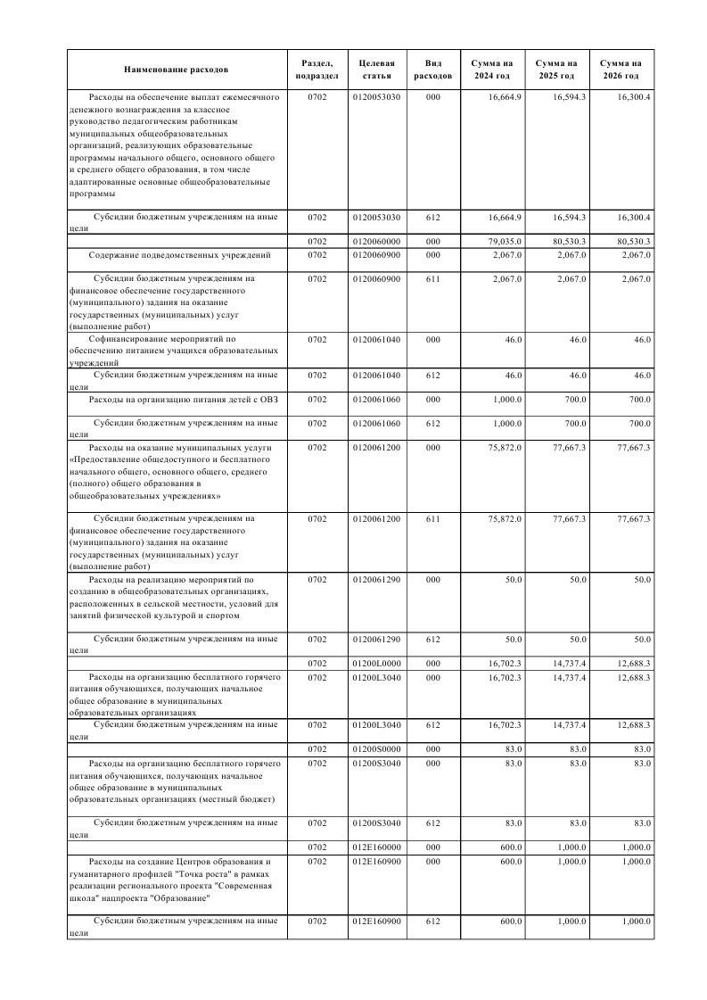 Наименование расходов Раздел, подраздел Целевая статья Вид расходов Сумма на 2024 год Сумма на 2025 год Сумма на 2026 год
Расходы на обеспечение выплат ежемесячного 0702 0120053030 000 16,664.9 16,594.3 16,300.4
денежного вознаграждения за классное
руководство педагогическим работникам
муниципальных общеобразовательных
организаций, реализующих образовательные
программы начального общего, основного общего
и среднего общего образования, в том числе
адаптированные основные общеобразовательные
программы
Субсидии бюджетным учреждениям на иные 0702 0120053030 612 16,664.9 16,594.3 16,300.4
цели
0702 0120060000 000 79,035.0 80,530.3 80,530.3
Содержание подведомственных учреждений 0702 0120060900 000 2,067.0 2,067.0 2,067.0
Субсидии бюджетным учреждениям на 0702 0120060900 611 2,067.0 2,067.0 2,067.0
финансовое обеспечение государственного
(муниципального) задания на оказание
государственных (муниципальных) услуг
(выполнение работ)
Софинансирование мероприятий по 0702 0120061040 000 46.0 46.0 46.0
обеспечению питанием учащихся образовательных
учреждений
Субсидии бюджетным учреждениям на иные 0702 0120061040 612 46.0 46.0 46.0
цели
Расходы на организацию питания детей с ОВЗ 0702 0120061060 000 1,000.0 700.0 700.0
Субсидии бюджетным учреждениям на иные 0702 0120061060 612 1,000.0 700.0 700.0
цели
Расходы на оказание муниципальных услуги 0702 0120061200 000 75,872.0 77,667.3 77,667.3
«Предоставление общедоступного и бесплатного
начального общего, основного общего, среднего
(полного) общего образования в
общеобразовательных учреждениях»
Субсидии бюджетным учреждениям на 0702 0120061200 611 75,872.0 77,667.3 77,667.3
финансовое обеспечение государственного
(муниципального) задания на оказание
государственных (муниципальных) услуг
(выполнение работ)
Расходы на реализацию мероприятий по 0702 0120061290 000 50.0 50.0 50.0
созданию в общеобразовательных организациях,
расположенных в сельской местности, условий для
занятий физической культурой и спортом
Субсидии бюджетным учреждениям на иные 0702 0120061290 612 50.0 50.0 50.0
цели
0702 01200L0000 000 16,702.3 14,737.4 12,688.3
Расходы на организацию бесплатного горячего 0702 01200L3040 000 16,702.3 14,737.4 12,688.3
питания обучающихся, получающих начальное
общее образование в муниципальных
образовательных организациях
Субсидии бюджетным учреждениям на иные 0702 01200L3040 612 16,702.3 14,737.4 12,688.3
цели
0702 01200S0000 000 83.0 83.0 83.0
Расходы на организацию бесплатного горячего 0702 01200S3040 000 83.0 83.0 83.0
питания обучающихся, получающих начальное
общее образование в муниципальных
образовательных организациях (местный бюджет)
Субсидии бюджетным учреждениям на иные 0702 01200S3040 612 83.0 83.0 83.0
цели
0702 012E160000 000 600.0 1,000.0 1,000.0
Расходы на создание Центров образования и 0702 012E160900 000 600.0 1,000.0 1,000.0
гуманитарного профилей "Точка роста" в рамках
реализации регионального проекта "Современная
школа" нацпроекта "Образование"
Субсидии бюджетным учреждениям на иные 0702 012E160900 612 600.0 1,000.0 1,000.0
цели